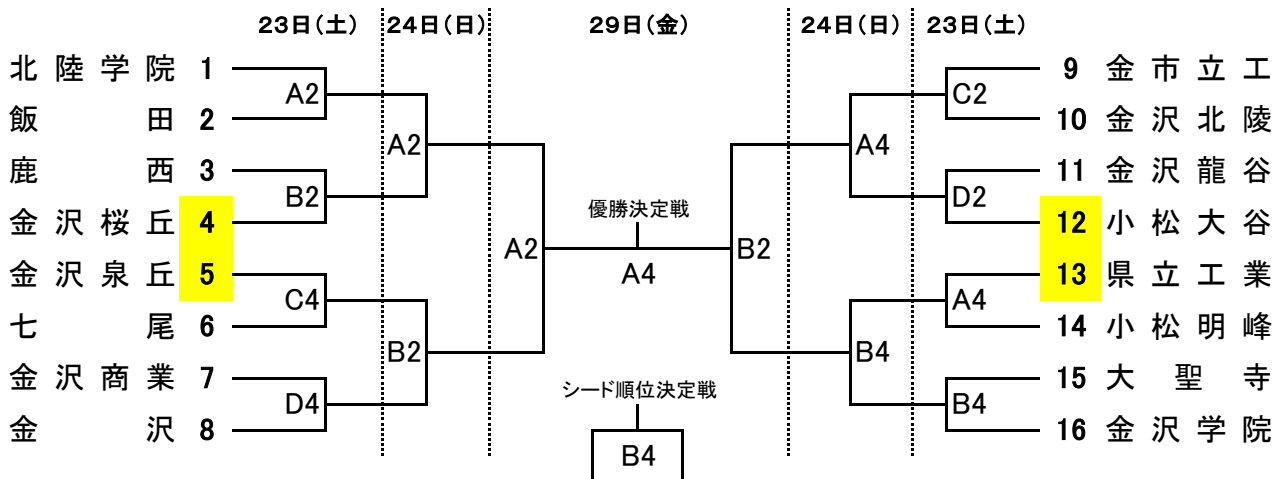 23日(土) 24日(日) 29日(金) 24日(日) 23日(土)
北陸学院 1 9 金市立工
A2 C2
飯田 2 10 金沢北陵
A2 A4
鹿西 3 11 金沢龍谷
B2 D2
金沢桜丘 4 優勝決定戦 12 小松大谷
A2 B2
金沢泉丘 5 A4 13 県立工業
C4 A4
七尾 6 14 小松明峰
B2 B4
金沢商業 7 シード順位決定戦 15 大聖寺
D4 B4
金沢 8 16 金沢学院
B4